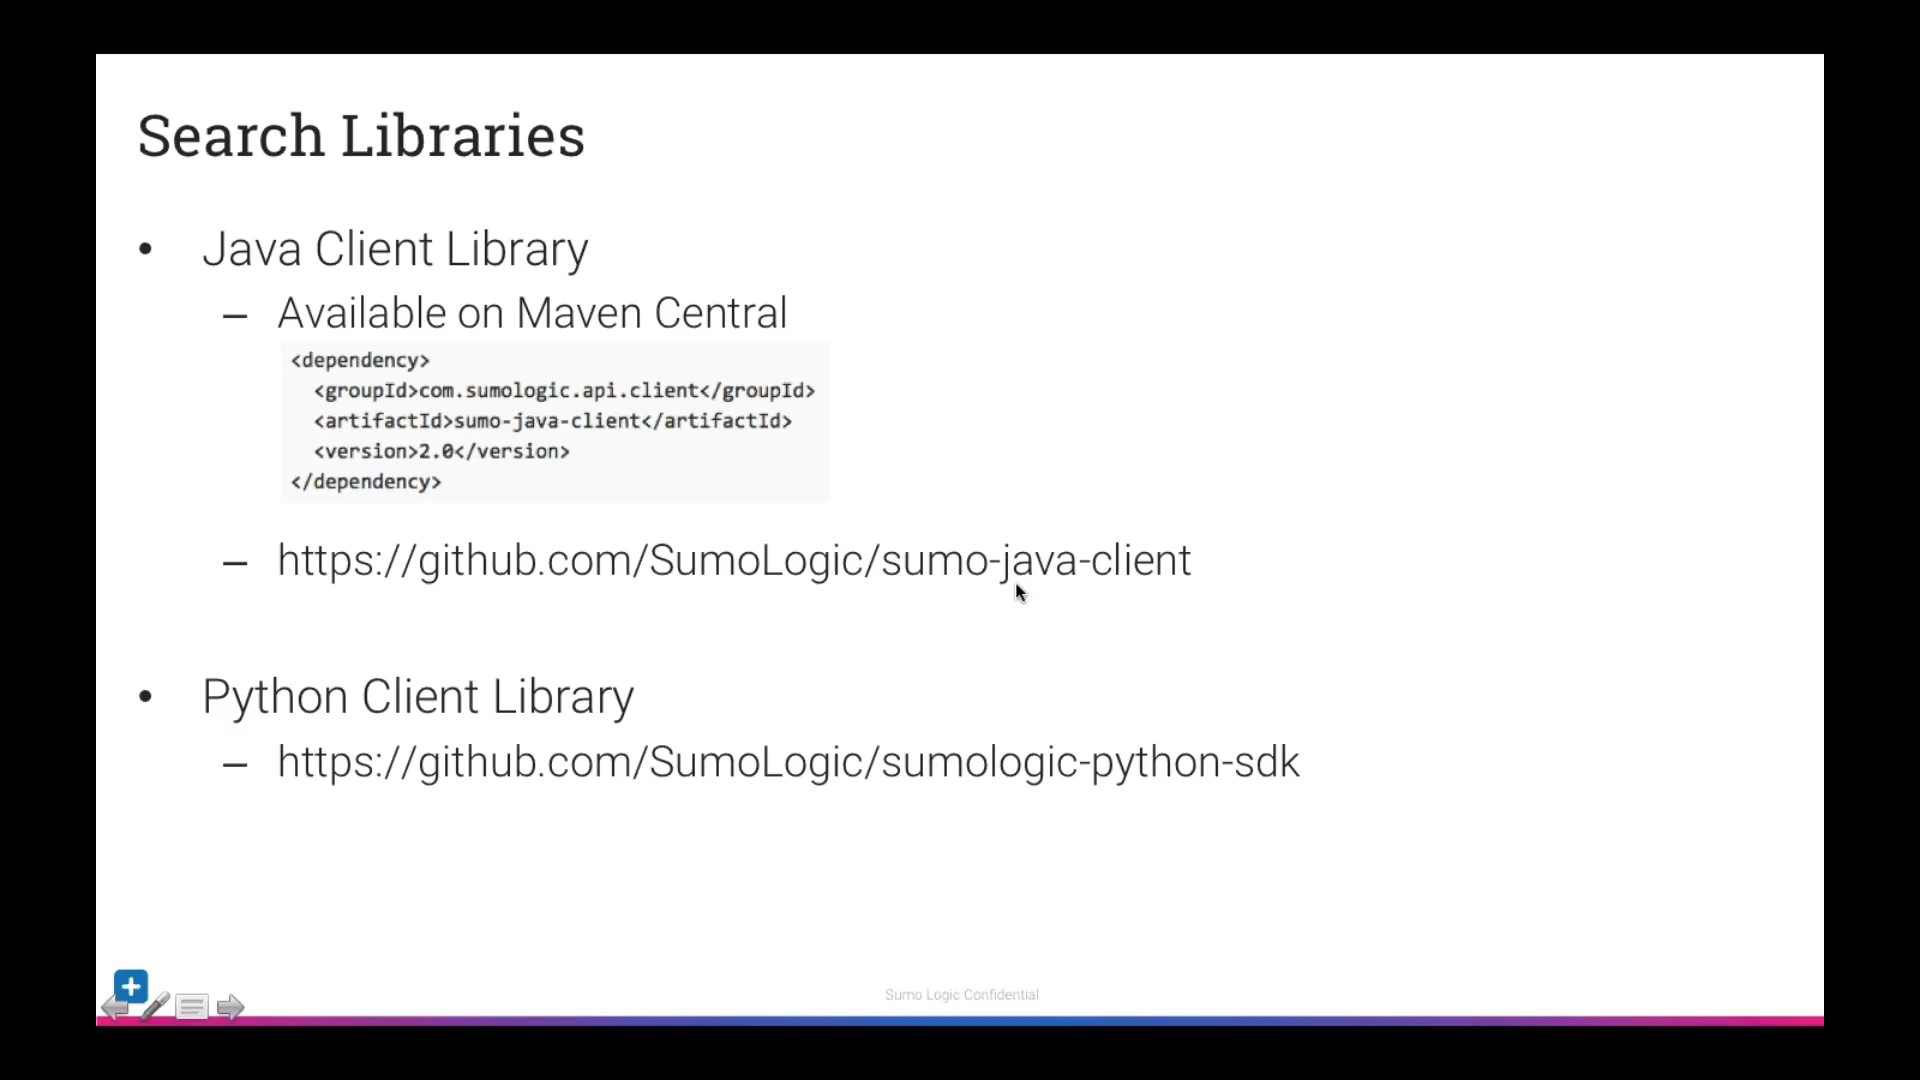 Search Libraries
• Java Client Library
– Available on Maven Central
<dependency>
<groupId>com.sumologic.api.client</groupId>
<artifactId>sumo-java-client</artifactId>
<version>2.0</version>
</dependency>
– https://github.com/SumoLogic/sumo-java-client
• Python Client Library
– https://github.com/SumoLogic/sumologic-python-sdk
Sumo Logic Confidential